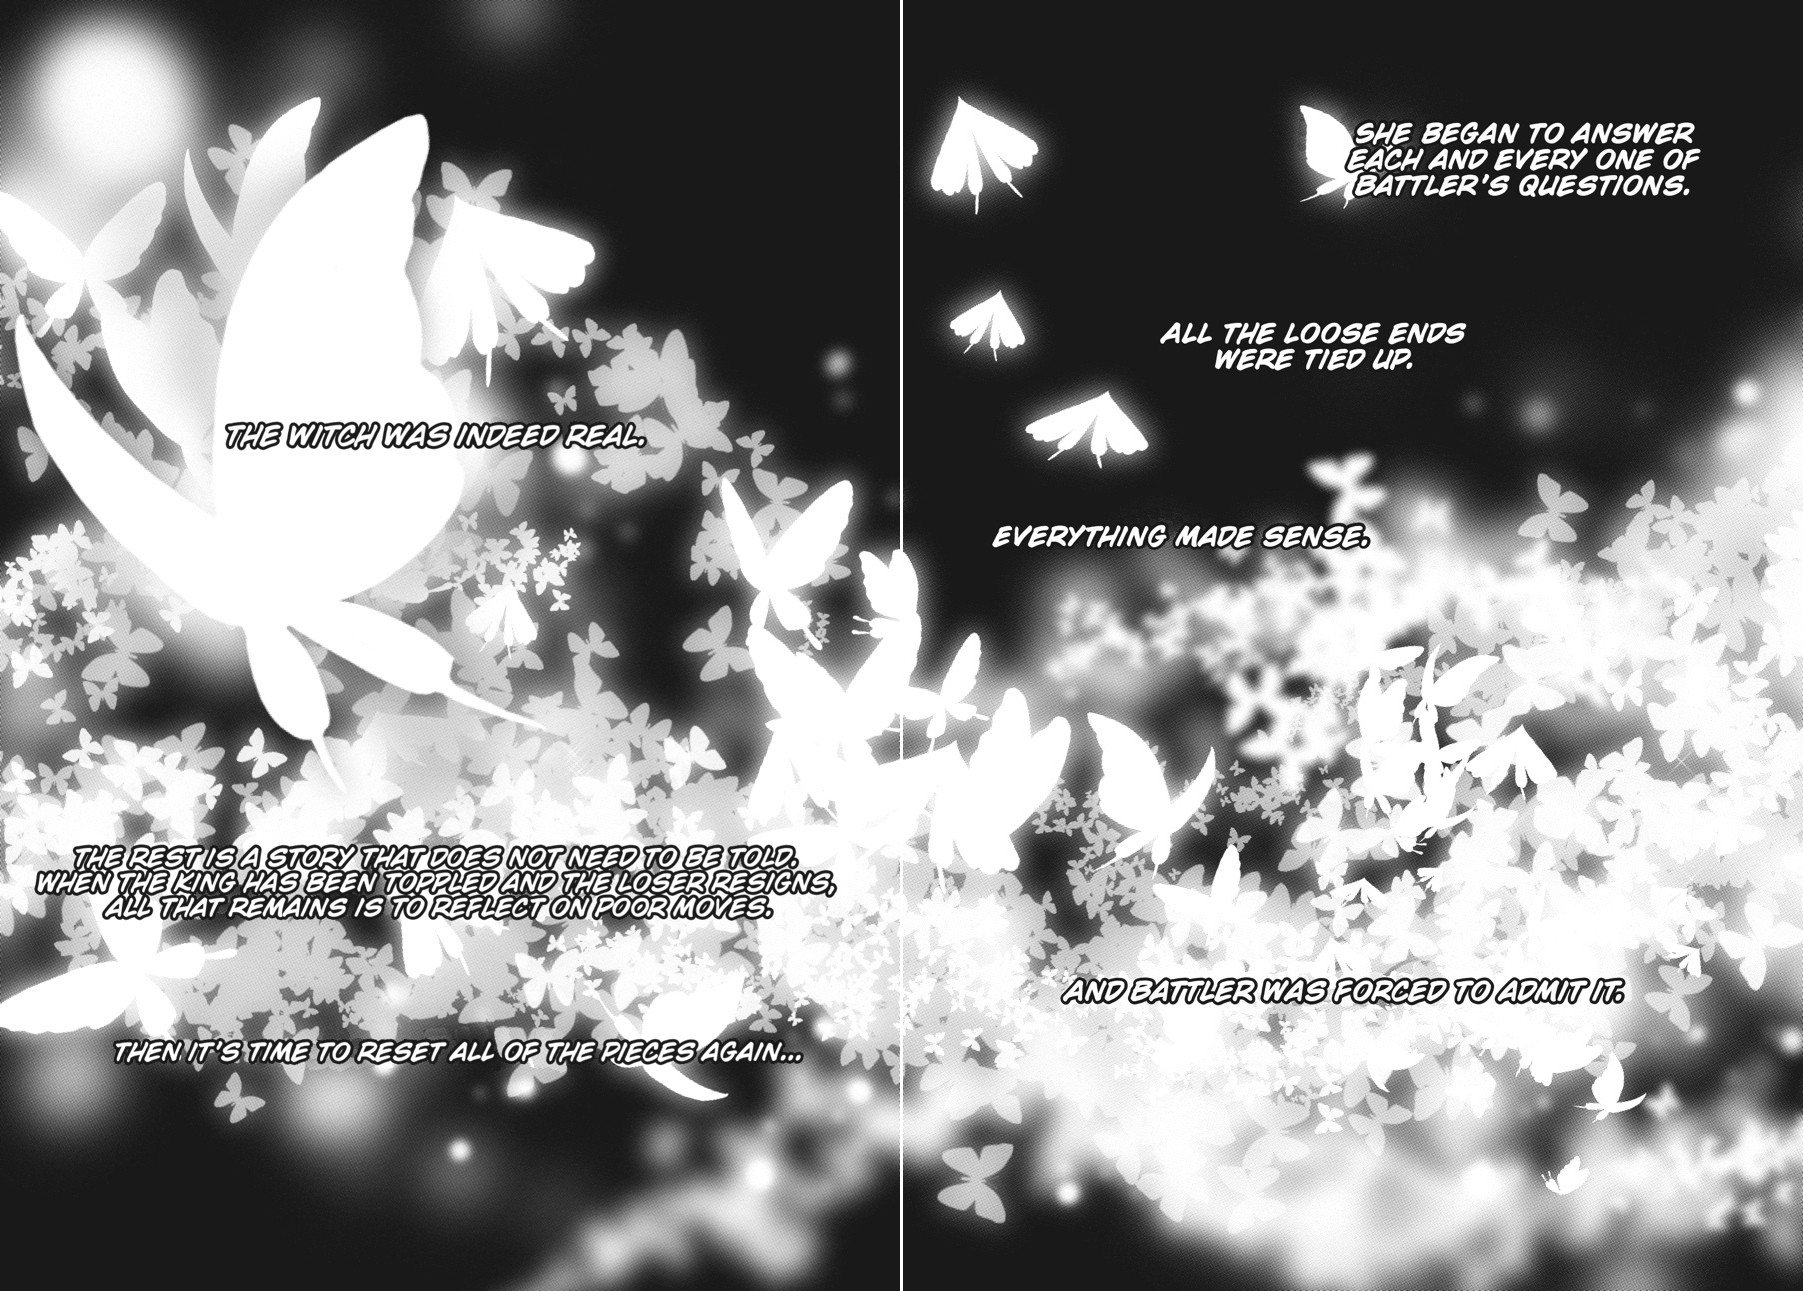 SHE BEGAN TO ANSWER
EACH AND EVERY ONE OF
BATTLER'S QUESTIONS.
ALL THE LOOSE ENDS
WERE TIED UP.
EVERYTHING MADE SENSE.
AND BATTLER WAS FORCED TO ADMIT IT.
THE WITCH WAS INDEED REAL.
THE REST IS A STORY THAT DOES NOT NEED TO BE TOLD.
WHEN THE KING HAS BEEN TOPPLED AND THE LOSER RESIGNS,
ALL THAT REMAINS IS TO REFLECT ON POOR MOVES.
THEN IT'S TIME TO RESET ALL OF THE PIECES AGAIN...